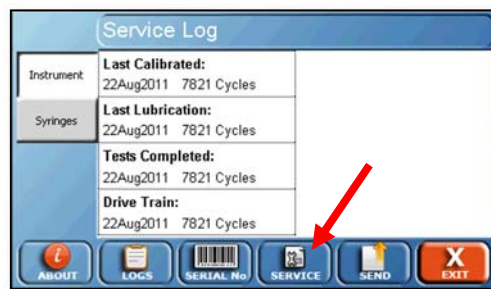 Service Log
Instrument
Syringes
Last Calibrated:
22Aug2011 7821 Cycles
Last Lubrication:
22Aug2011 7821 Cycles
Tests Completed:
22Aug2011 7821 Cycles
Drive Train:
22Aug2011 7821 Cycles
i
ABOUT
LOGS
SERIAL No
SERVICE
SEND
X
EXIT